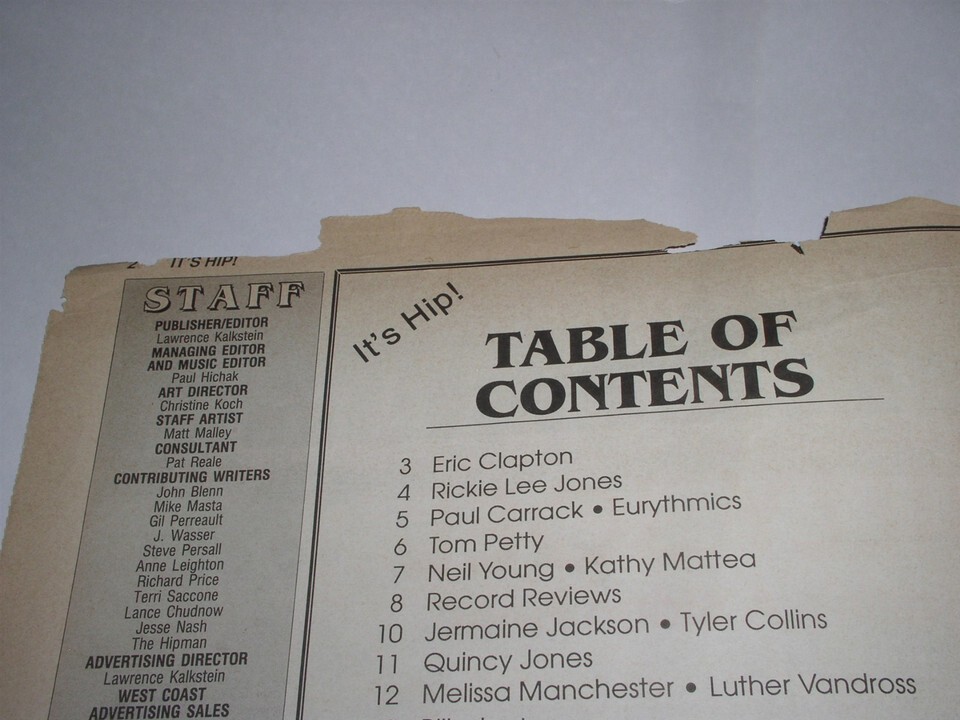 2 IT'S HIP!
STAFF
PUBLISHER/EDITOR
Lawrence Kalkstein
MANAGING EDITOR
AND MUSIC EDITOR
Paul Hichak
ART DIRECTOR
Christine Koch
STAFF ARTIST
Matt Malley
CONSULTANT
Pat Reale
CONTRIBUTING WRITERS
John Blenn
Mike Masta
Gil Perreault
J. Wasser
Steve Persall
Anne Leighton
Richard Price
Terri Saccone
Lance Chudnow
Jesse Nash
The Hipman
ADVERTISING DIRECTOR
Lawrence Kalkstein
WEST COAST
ADVERTISING SALES
It's Hip!
TABLE OF
CONTENTS
3 Eric Clapton
4 Rickie Lee Jones
5 Paul Carrack • Eurythmics
6 Tom Petty
7 Neil Young • Kathy Mattea
8 Record Reviews
10 Jermaine Jackson • Tyler Collins
11 Quincy Jones
12 Melissa Manchester • Luther Vandross